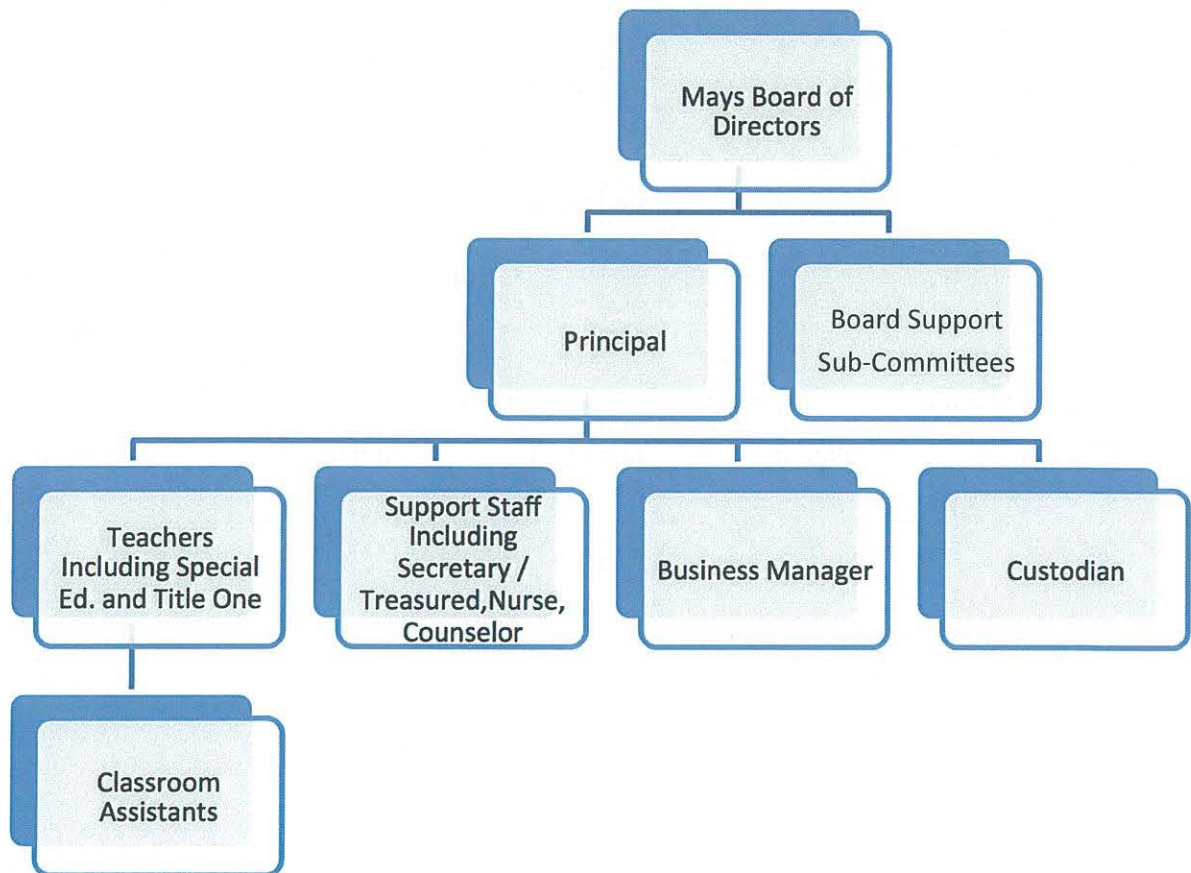 Mays Board of
Directors
Principal
Board Support
Sub-Committees
Teachers
Including Special
Ed. and Title One
Support Staff
Including
Secretary /
Treasured,Nurse,
Counselor
Business Manager
Custodian
Classroom
Assistants